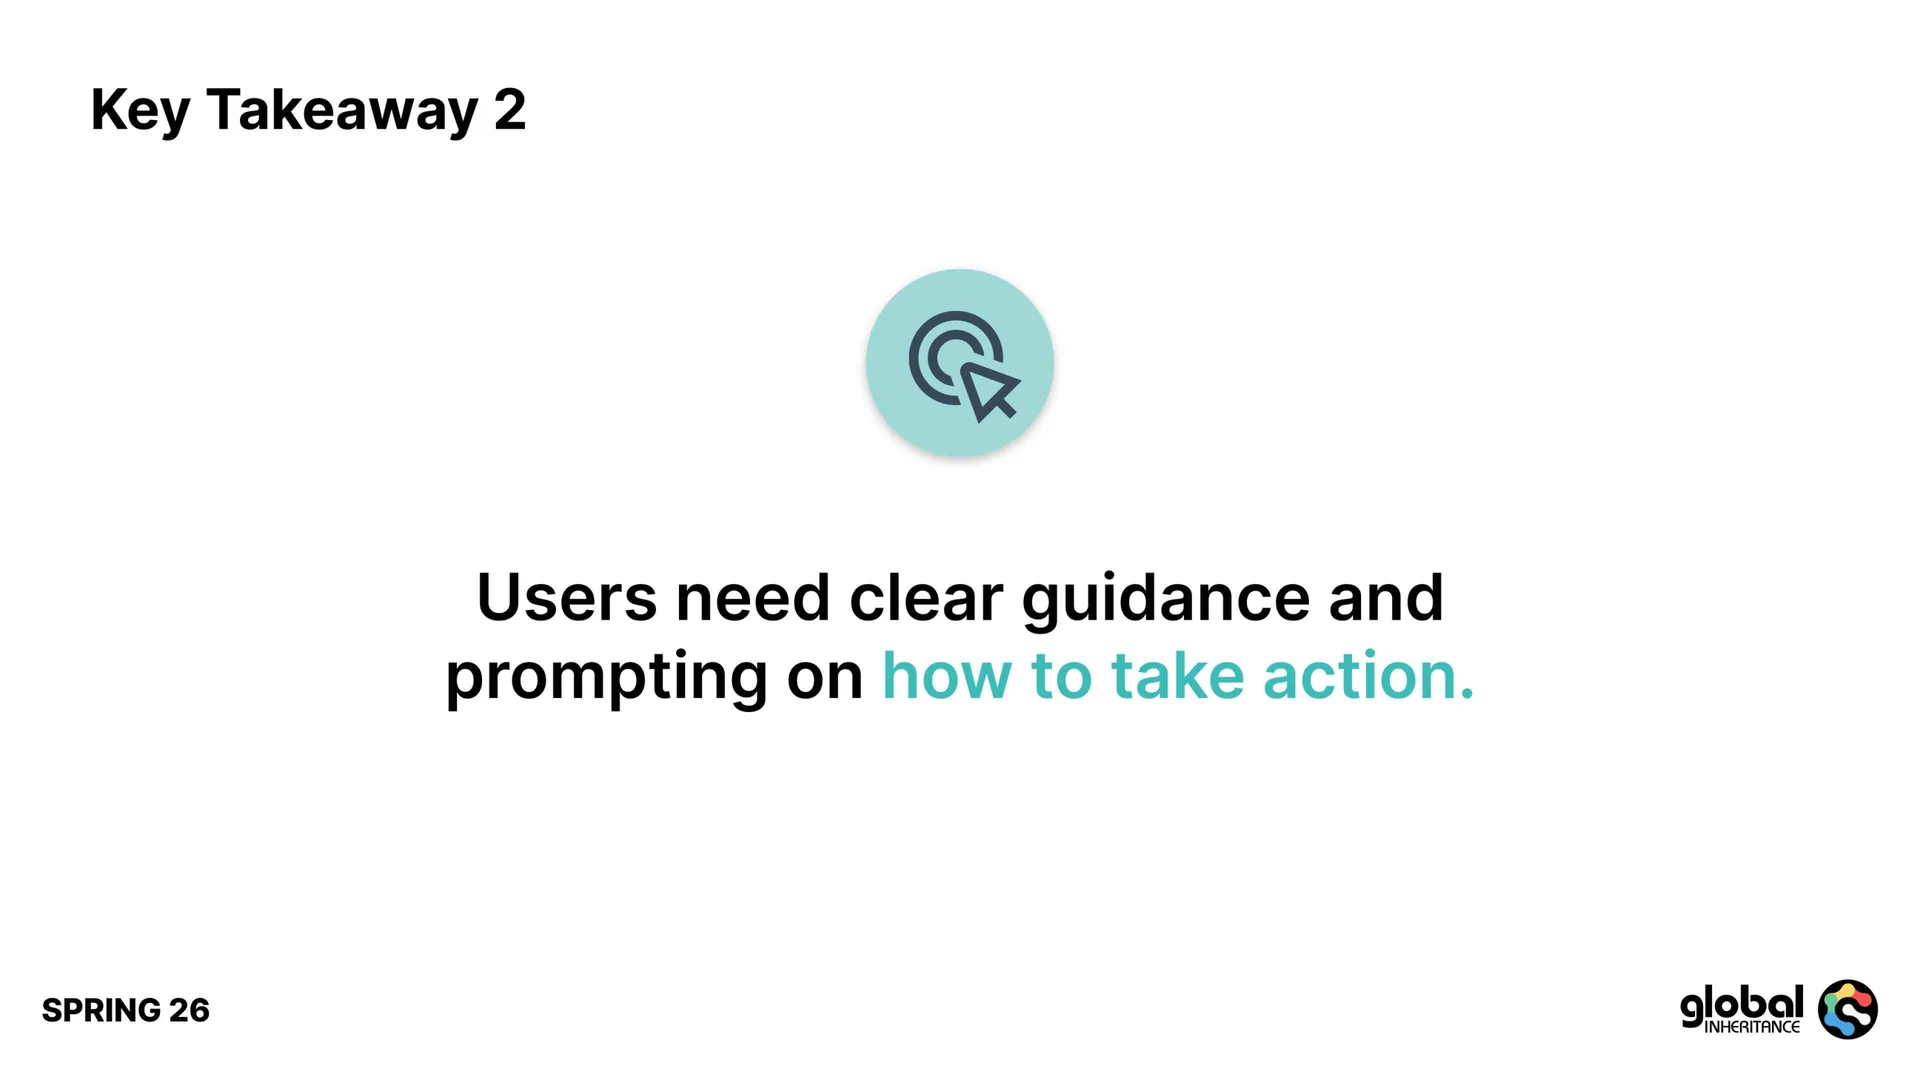 Key Takeaway 2
Users need clear guidance and
prompting on how to take action.
SPRING 26
global
INHERITANCE